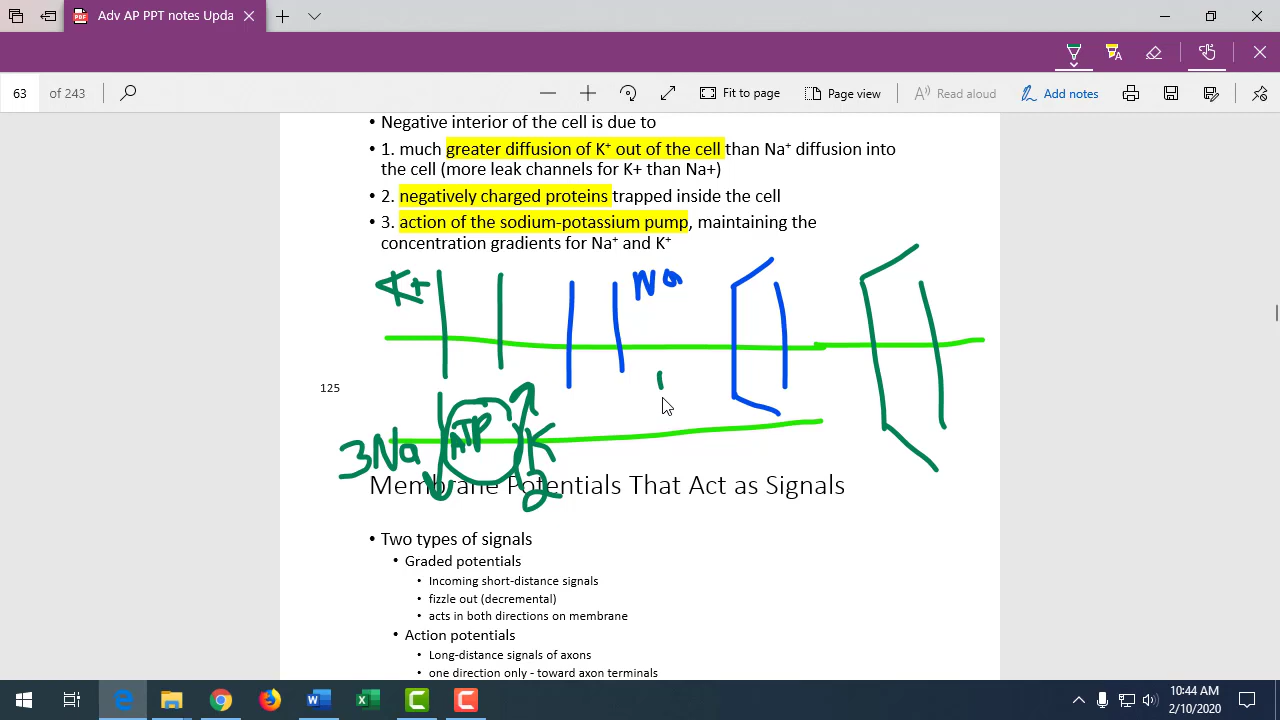 Adv AP PPT notes Upda
63 of 243
Fit to page
Page view
Read aloud
Add notes
• Negative interior of the cell is due to
• 1. much greater diffusion of K⁺ out of the cell than Na⁺ diffusion into
the cell (more leak channels for K+ than Na+)
• 2. negatively charged proteins trapped inside the cell
• 3. action of the sodium-potassium pump, maintaining the
concentration gradients for Na⁺ and K⁺
K+
Na
125
3Na
ATP
K
2
Membrane Potentials That Act as Signals
• Two types of signals
• Graded potentials
• Incoming short-distance signals
• fizzle out (decremental)
• acts in both directions on membrane
• Action potentials
• Long-distance signals of axons
• one direction only - toward axon terminals
10:44 AM
2/10/2020